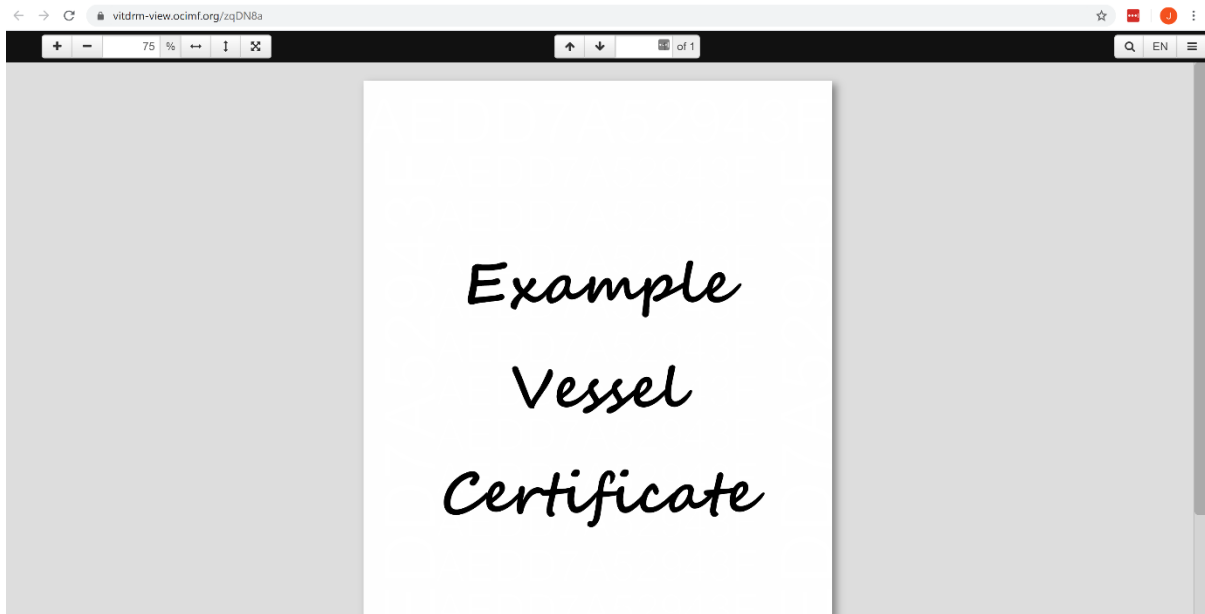 vitdrm-view.ocimf.org/zqDN8a
J
75 %
of 1
EN
Example
Vessel
Certificate